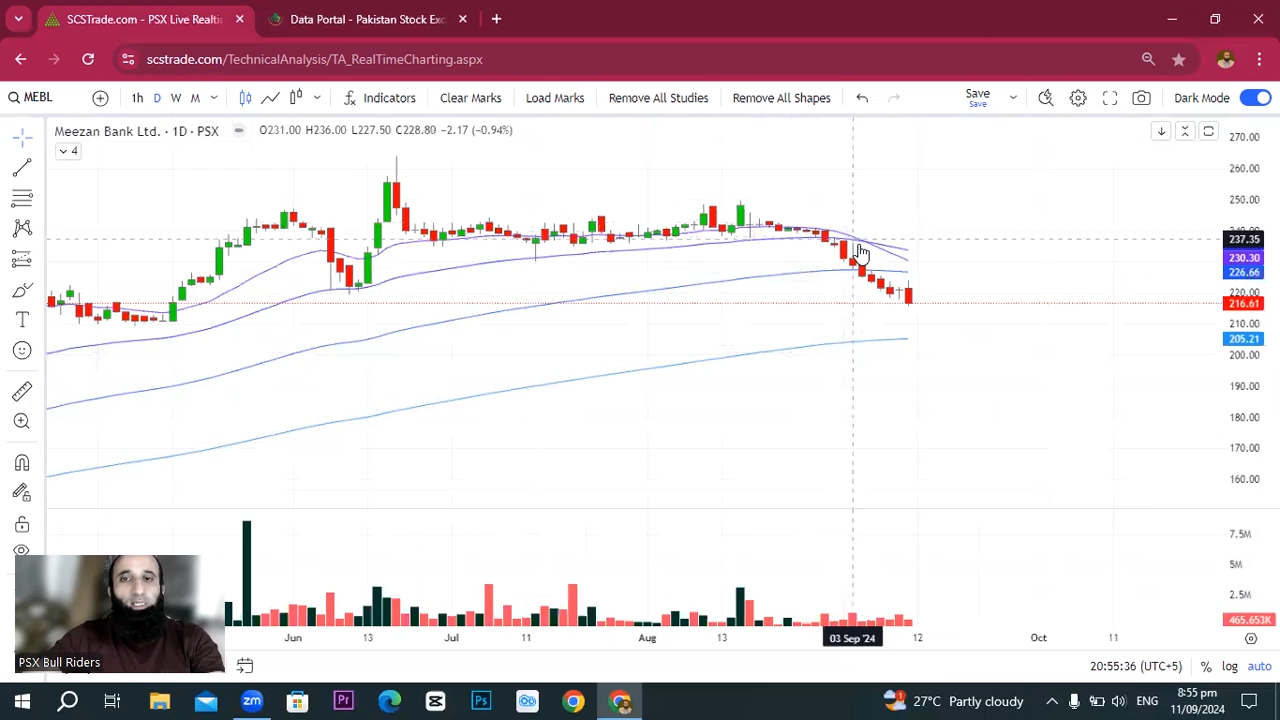 SCSTrade.com - PSX Live Realti
Data Portal - Pakistan Stock Exc
scstrade.com/TechnicalAnalysis/TA_RealTimeCharting.aspx
MEBL
1h D W M
Indicators
Clear Marks
Load Marks
Remove All Studies
Remove All Shapes
Save
Save
Dark Mode
Meezan Bank Ltd. · 1D · PSX
O231.00 H236.00 L227.50 C228.80 −2.17 (−0.94%)
4
270.00
260.00
250.00
237.35
230.30
226.66
220.00
216.61
210.00
205.21
200.00
190.00
180.00
170.00
160.00
7.5M
5M
2.5M
465.653K
Jun 13 Jul 11 Aug 13 03 Sep '24 12 Oct 11
PSX Bull Riders
20:55:36 (UTC+5) % log auto
zm
Pr
Ps
27°C Partly cloudy
ENG
8:55 pm
11/09/2024